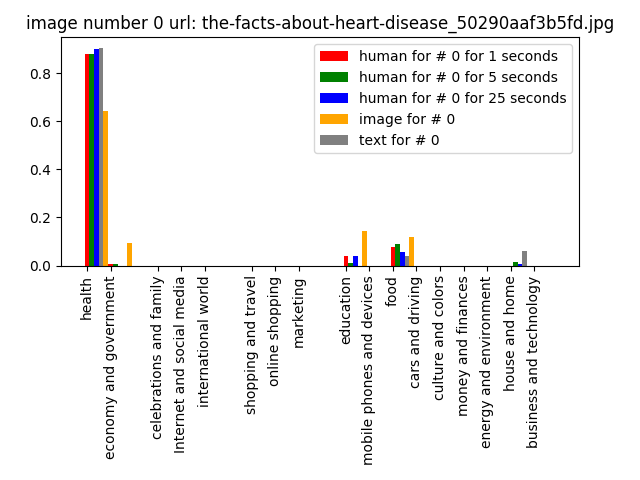 image number 0 url: the-facts-about-heart-disease_50290aaf3b5fd.jpg
human for # 0 for 1 seconds
human for # 0 for 5 seconds
human for # 0 for 25 seconds
image for # 0
text for # 0
0.8
0.6
0.4
0.2
0.0
health
economy and government
celebrations and family
Internet and social media
international world
shopping and travel
online shopping
marketing
education
mobile phones and devices
food
cars and driving
culture and colors
money and finances
energy and environment
house and home
business and technology